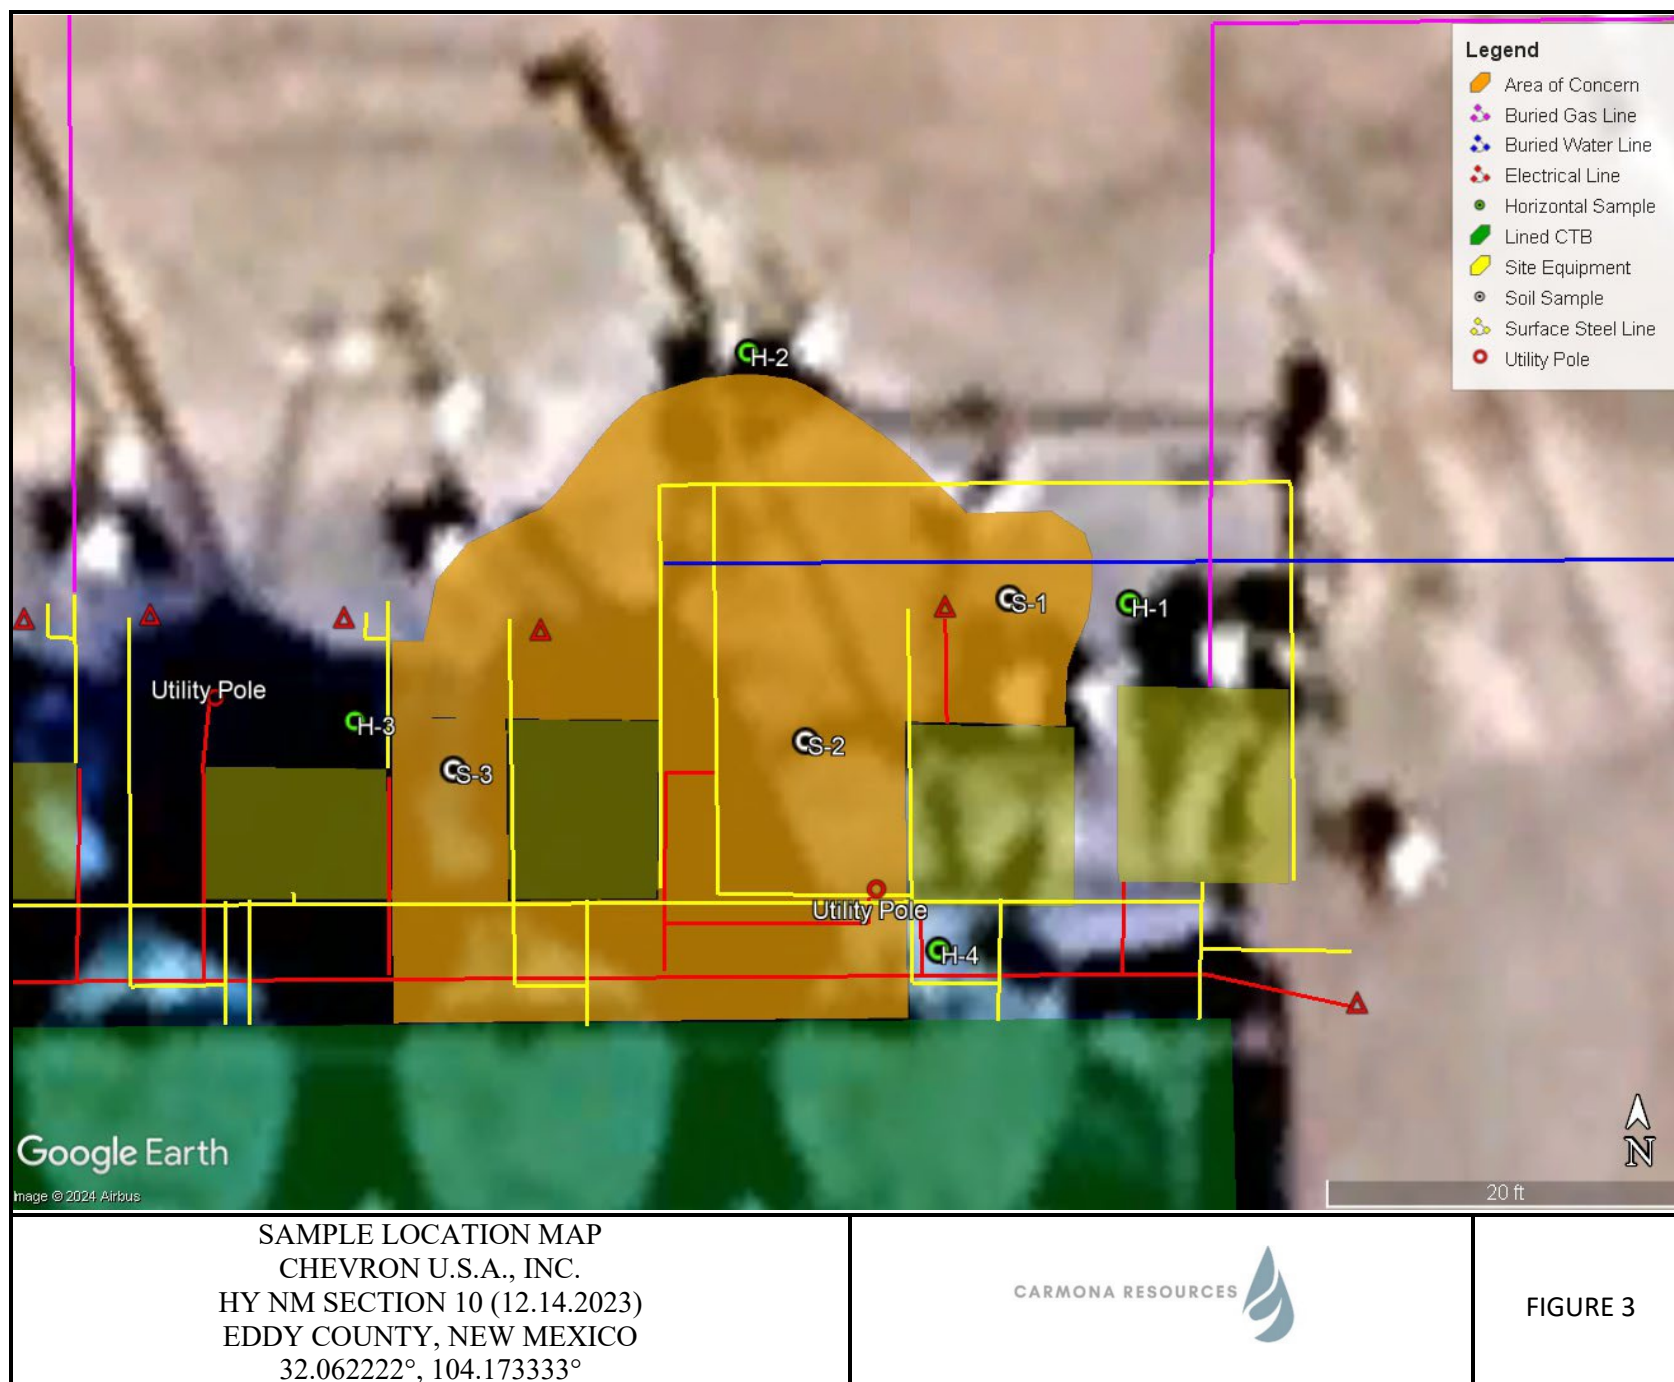 Legend
Area of Concern
Buried Gas Line
Buried Water Line
Electrical Line
Horizontal Sample
Lined CTB
Site Equipment
Soil Sample
Surface Steel Line
Utility Pole
H-2
S-1
H-1
Utility Pole
H-3
S-2
S-3
Utility Pole
H-4
Google Earth
Image © 2024 Airbus
N
20 ft
SAMPLE LOCATION MAP
CHEVRON U.S.A., INC.
HY NM SECTION 10 (12.14.2023)
EDDY COUNTY, NEW MEXICO
32.062222°, 104.173333°
CARMONA RESOURCES
FIGURE 3